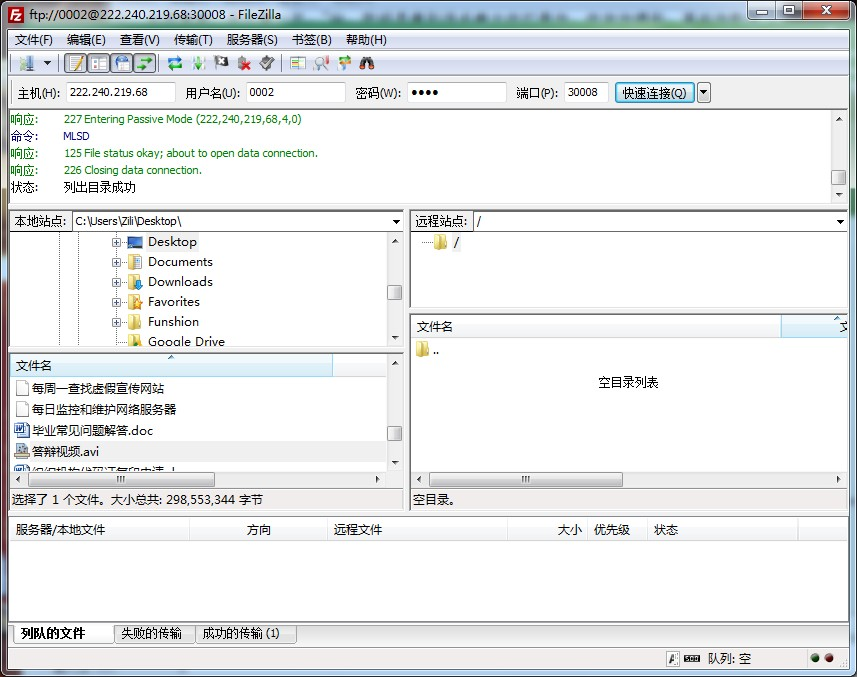 ftp://0002@222.240.219.68:30008 - FileZilla
文件(F) 编辑(E) 查看(V) 传输(T) 服务器(S) 书签(B) 帮助(H)
主机(H): 222.240.219.68 用户名(U): 0002 密码(W): ●●●● 端口(P): 30008 快速连接(Q)
响应: 227 Entering Passive Mode (222,240,219,68,4,0)
命令: MLSD
响应: 125 File status okay; about to open data connection.
响应: 226 Closing data connection.
状态: 列出目录成功
本地站点: C:\Users\Zili\Desktop\
Desktop
Documents
Downloads
Favorites
Funshion
Google Drive
远程站点: /
/
文件名
每周一查找虚假宣传网站
每日监控和维护网络服务器
毕业常见问题解答.doc
答辩视频.avi
选择了 1 个文件。大小总共: 298,553,344 字节
文件名
..
空目录列表
空目录。
服务器/本地文件 方向 远程文件 大小 优先级 状态
列队的文件 失败的传输 成功的传输 (1)
队列: 空